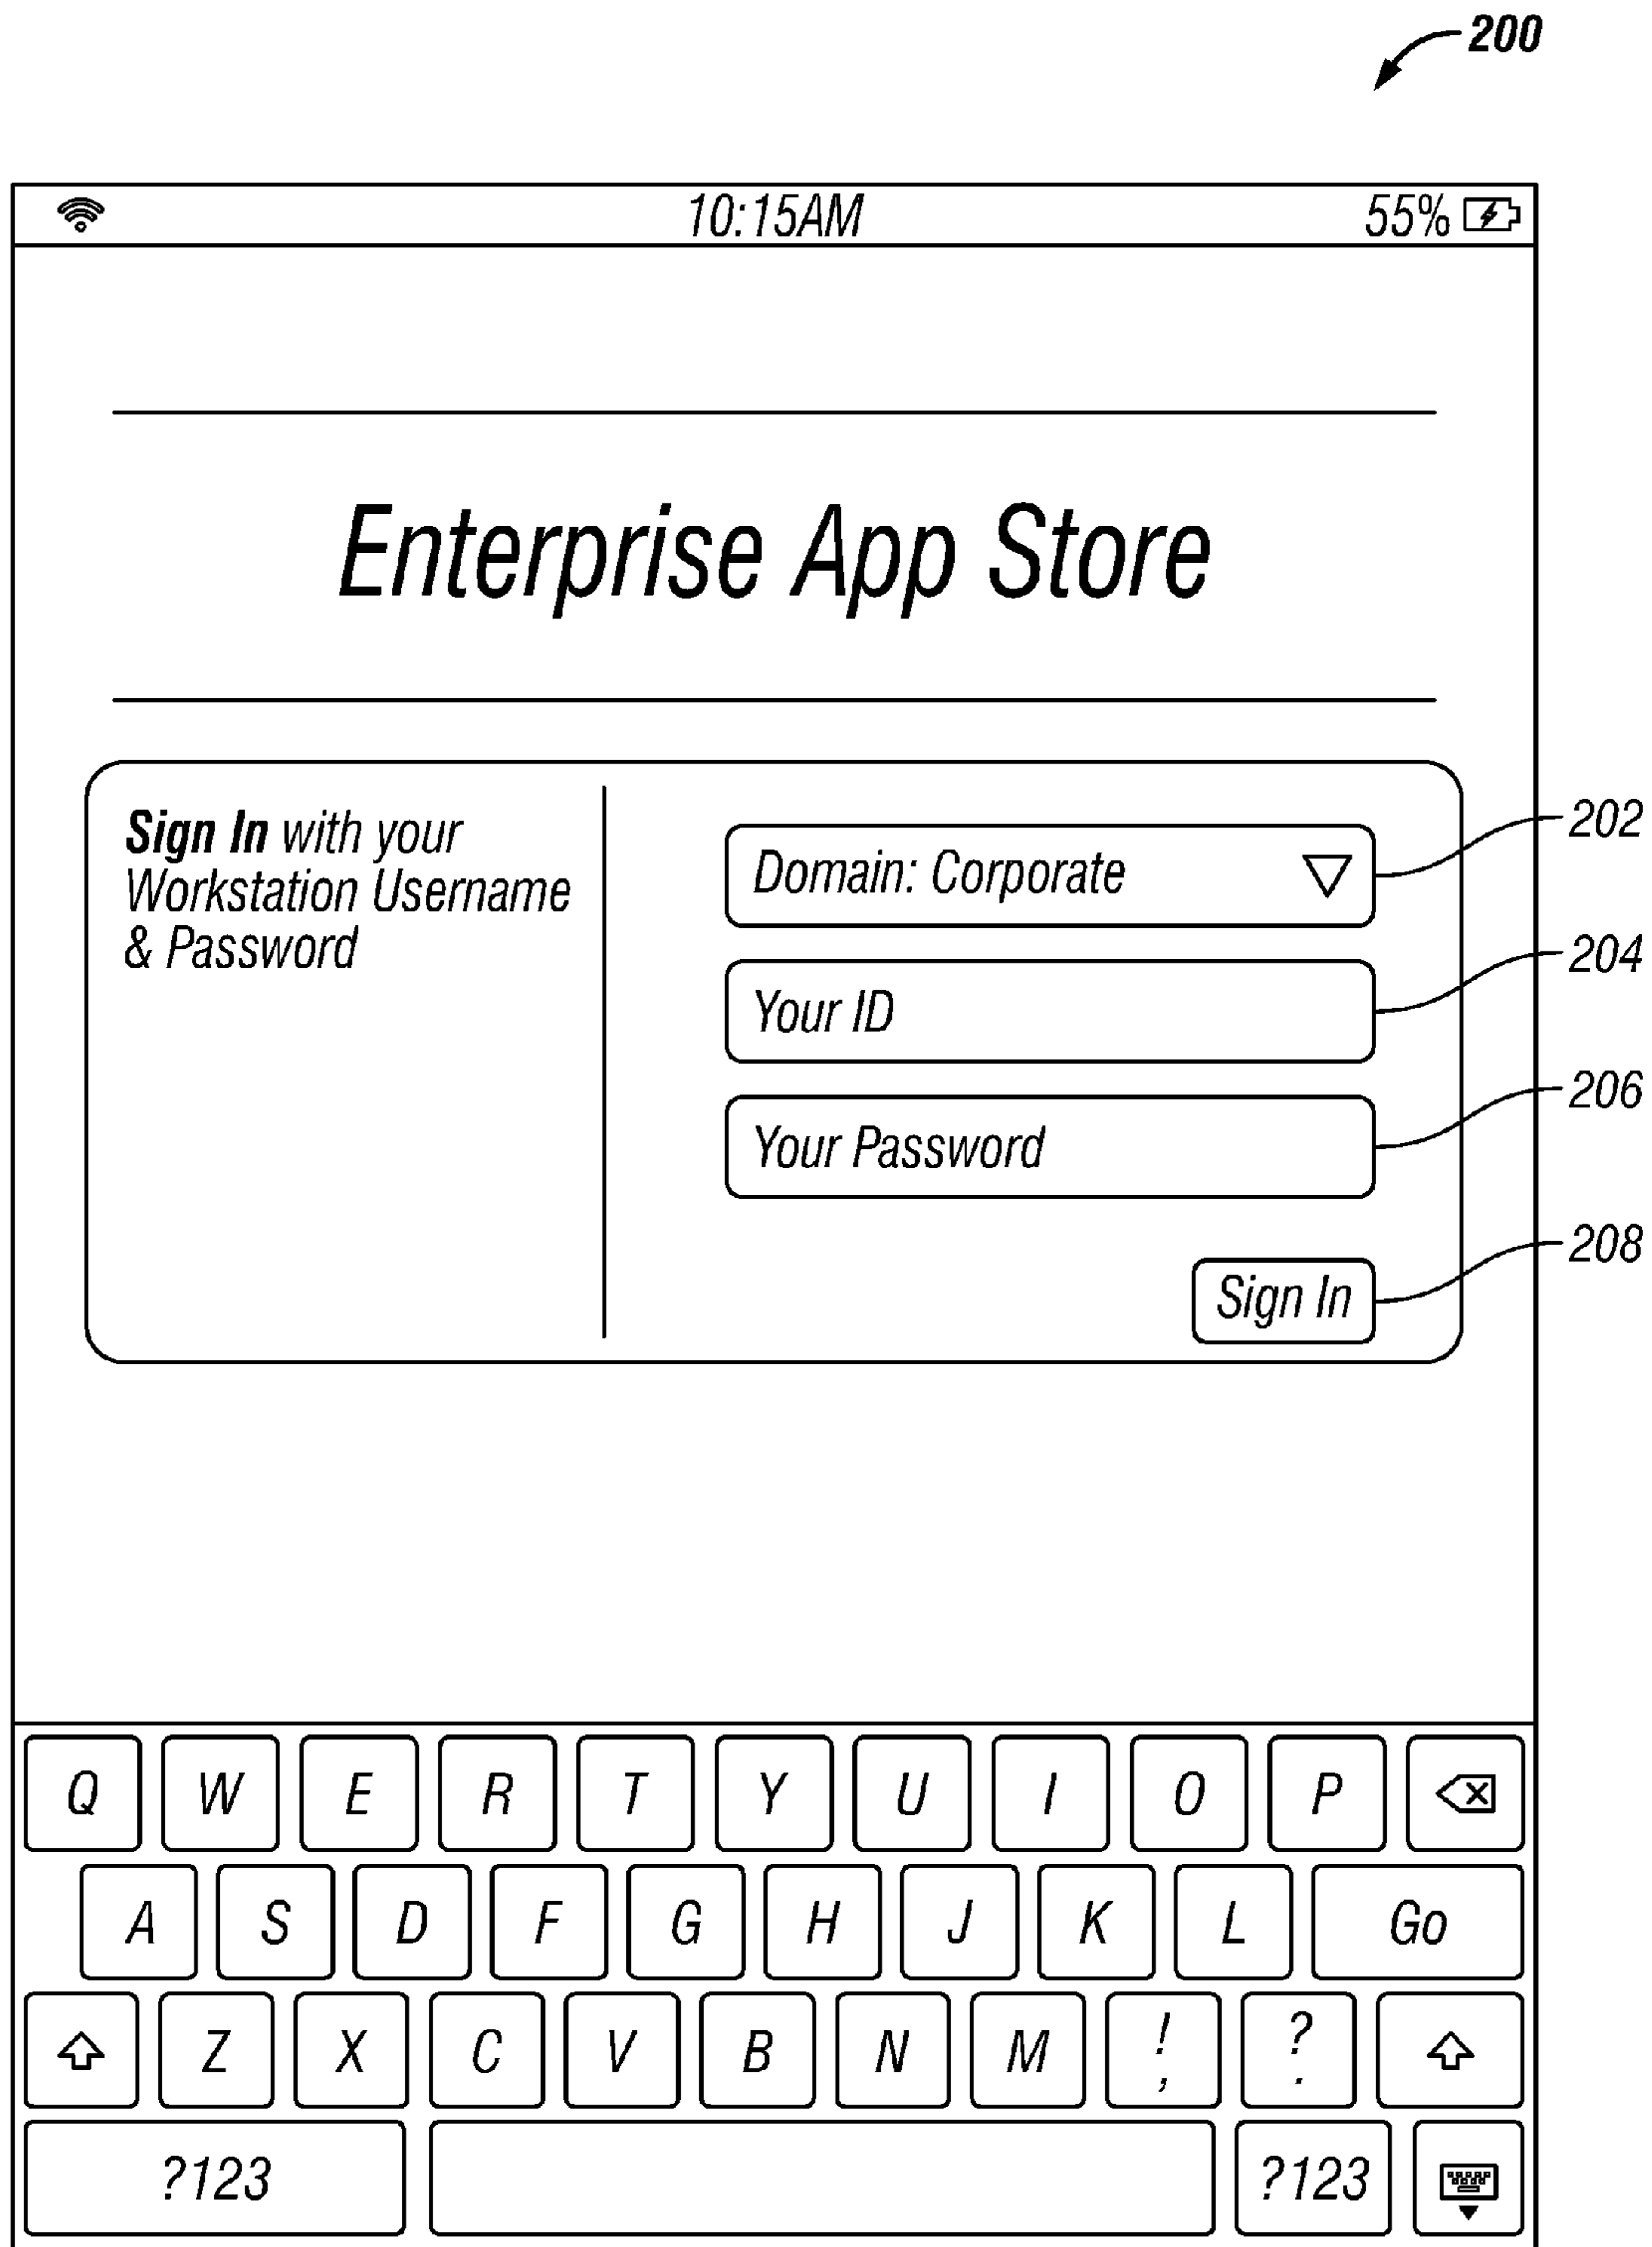 200
10:15AM 55%
Enterprise App Store
Sign In with your
Workstation Username
& Password
Domain: Corporate
202
Your ID
204
Your Password
206
Sign In
208
Q W E R T Y U I O P
A S D F G H J K L Go
Z X C V B N M ! , ? .
?123 ?123